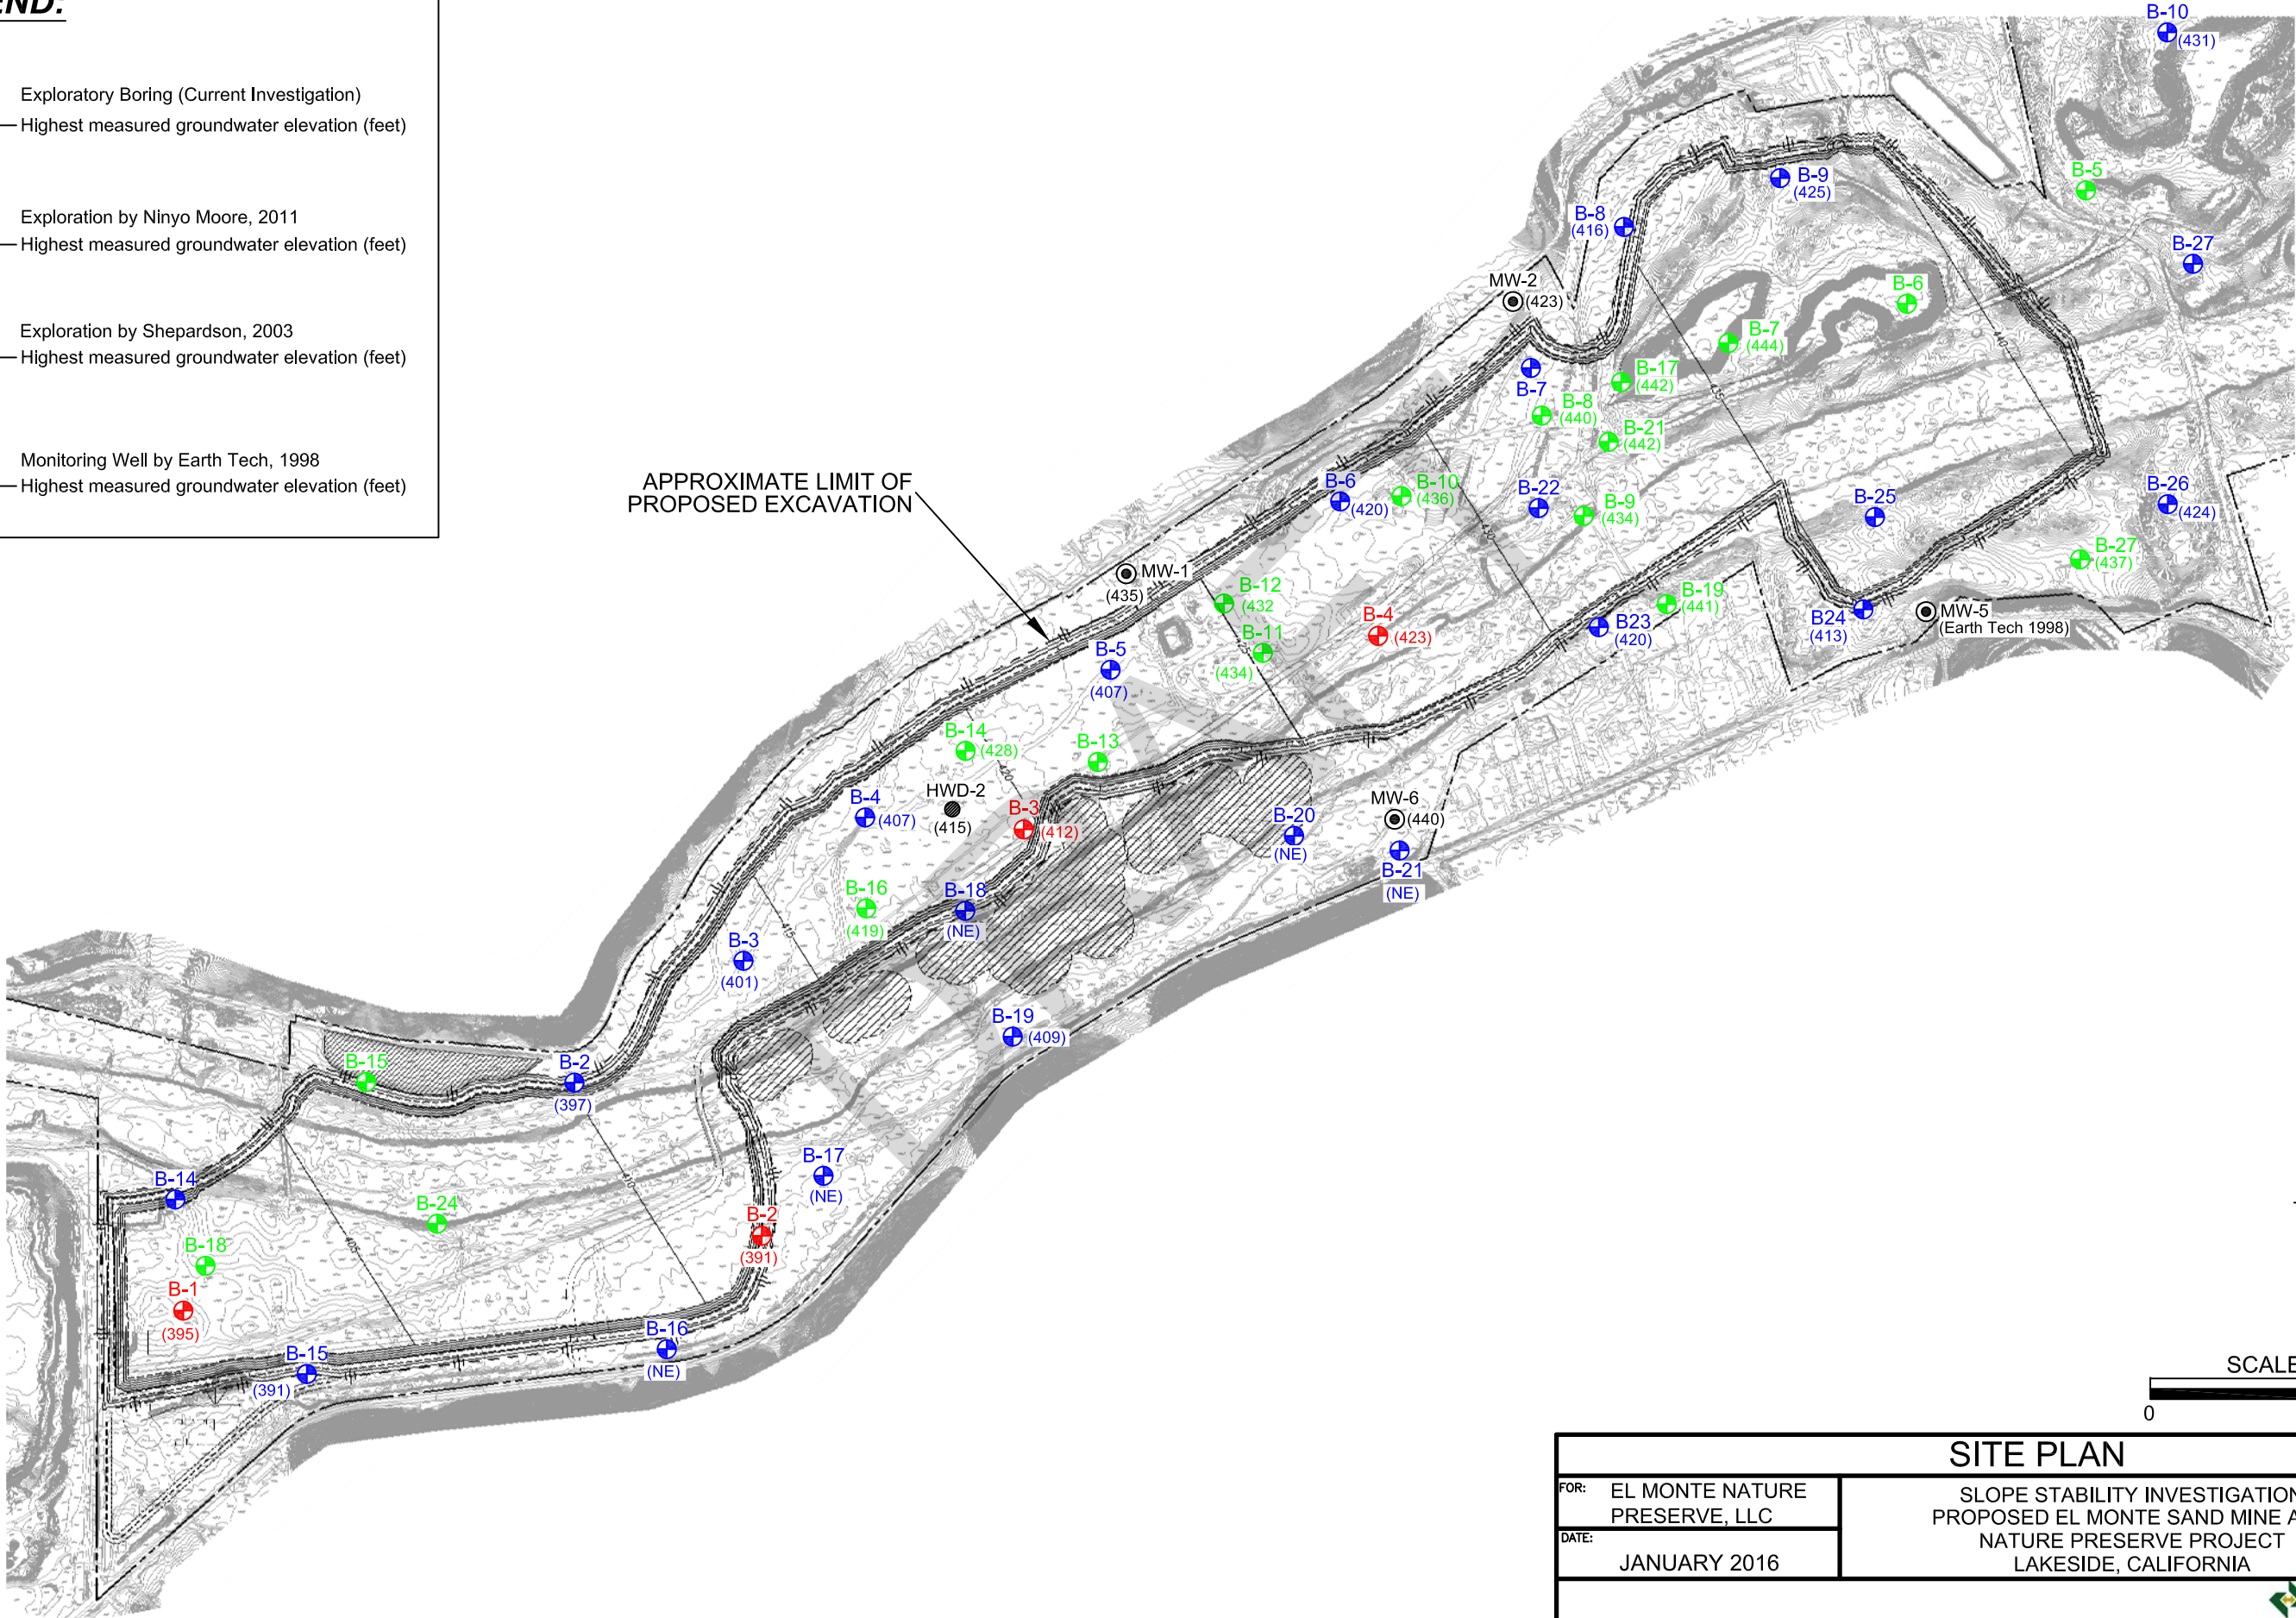 END:
Exploratory Boring (Current Investigation)
Highest measured groundwater elevation (feet)
Exploration by Ninyo Moore, 2011
Highest measured groundwater elevation (feet)
Exploration by Shepardson, 2003
Highest measured groundwater elevation (feet)
Monitoring Well by Earth Tech, 1998
Highest measured groundwater elevation (feet)
APPROXIMATE LIMIT OF
PROPOSED EXCAVATION
B-10
(431)
B-5
B-9
(425)
B-8
(416)
B-27
MW-2
(423)
B-6
B-7
(444)
440
435
B-7
B-17
(442)
B-8
(440)
B-21
(442)
B-6
(420)
B-10
(436)
B-22
B-9
(434)
B-25
B-26
(424)
430
B-27
(437)
MW-1
(435)
B-12
(432
B-4
(423)
B-19
(441)
B23
(420)
B24
(413)
MW-5
(Earth Tech 1998)
B-11
(434)
425
B-5
(407)
B-14
(428)
B-13
420
B-4
(407)
HWD-2
(415)
B-3
(412)
B-20
(NE)
MW-6
(440)
B-21
(NE)
B-16
(419)
B-18
(NE)
415
B-3
(401)
B-19
(409)
B-15
B-2
(397)
B-17
(NE)
410
B-14
B-24
B-2
(391)
405
B-18
B-1
(395)
B-15
(391)
B-16
(NE)
SCALE
0
SITE PLAN
FOR: EL MONTE NATURE
PRESERVE, LLC
DATE:
JANUARY 2016
SLOPE STABILITY INVESTIGATION
PROPOSED EL MONTE SAND MINE A
NATURE PRESERVE PROJECT
LAKESIDE, CALIFORNIA